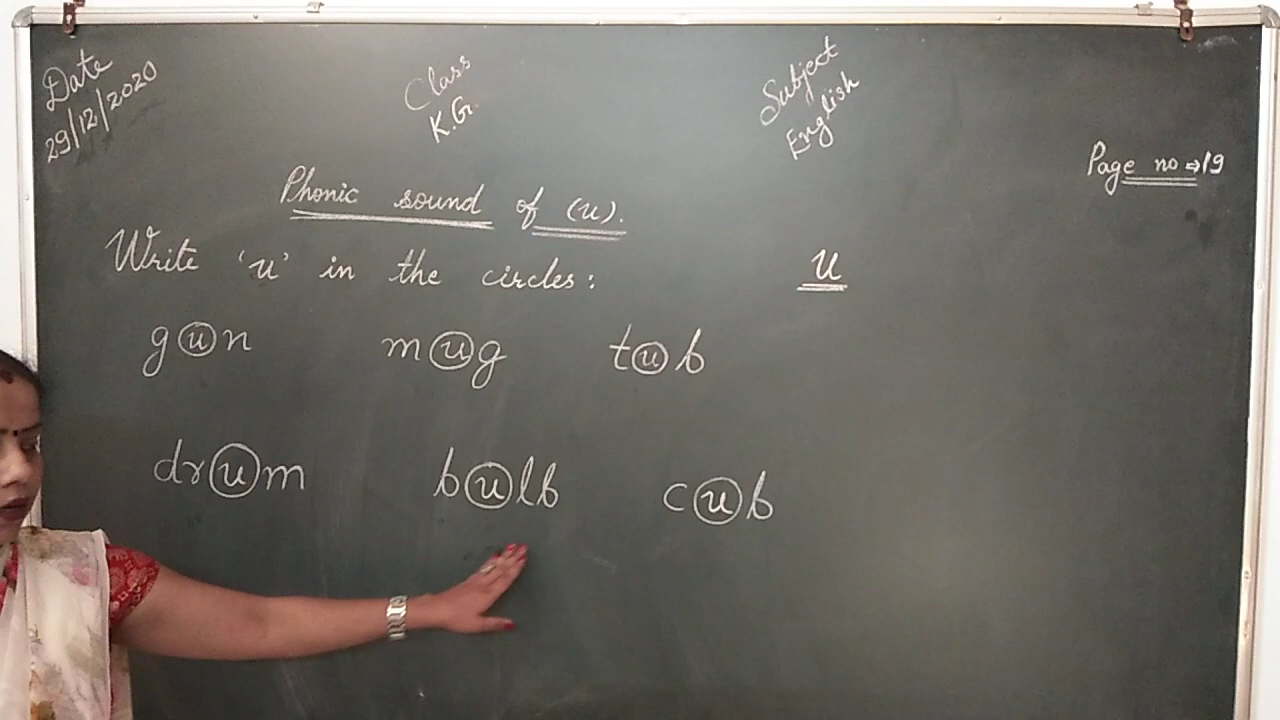 Date
29/12/2020
Class
K.G.
Subject
English
Page no ⇒ 19
Phonic sound of (u).
Write 'u' in the circles :
u
gun mug tub
drum bulb cub